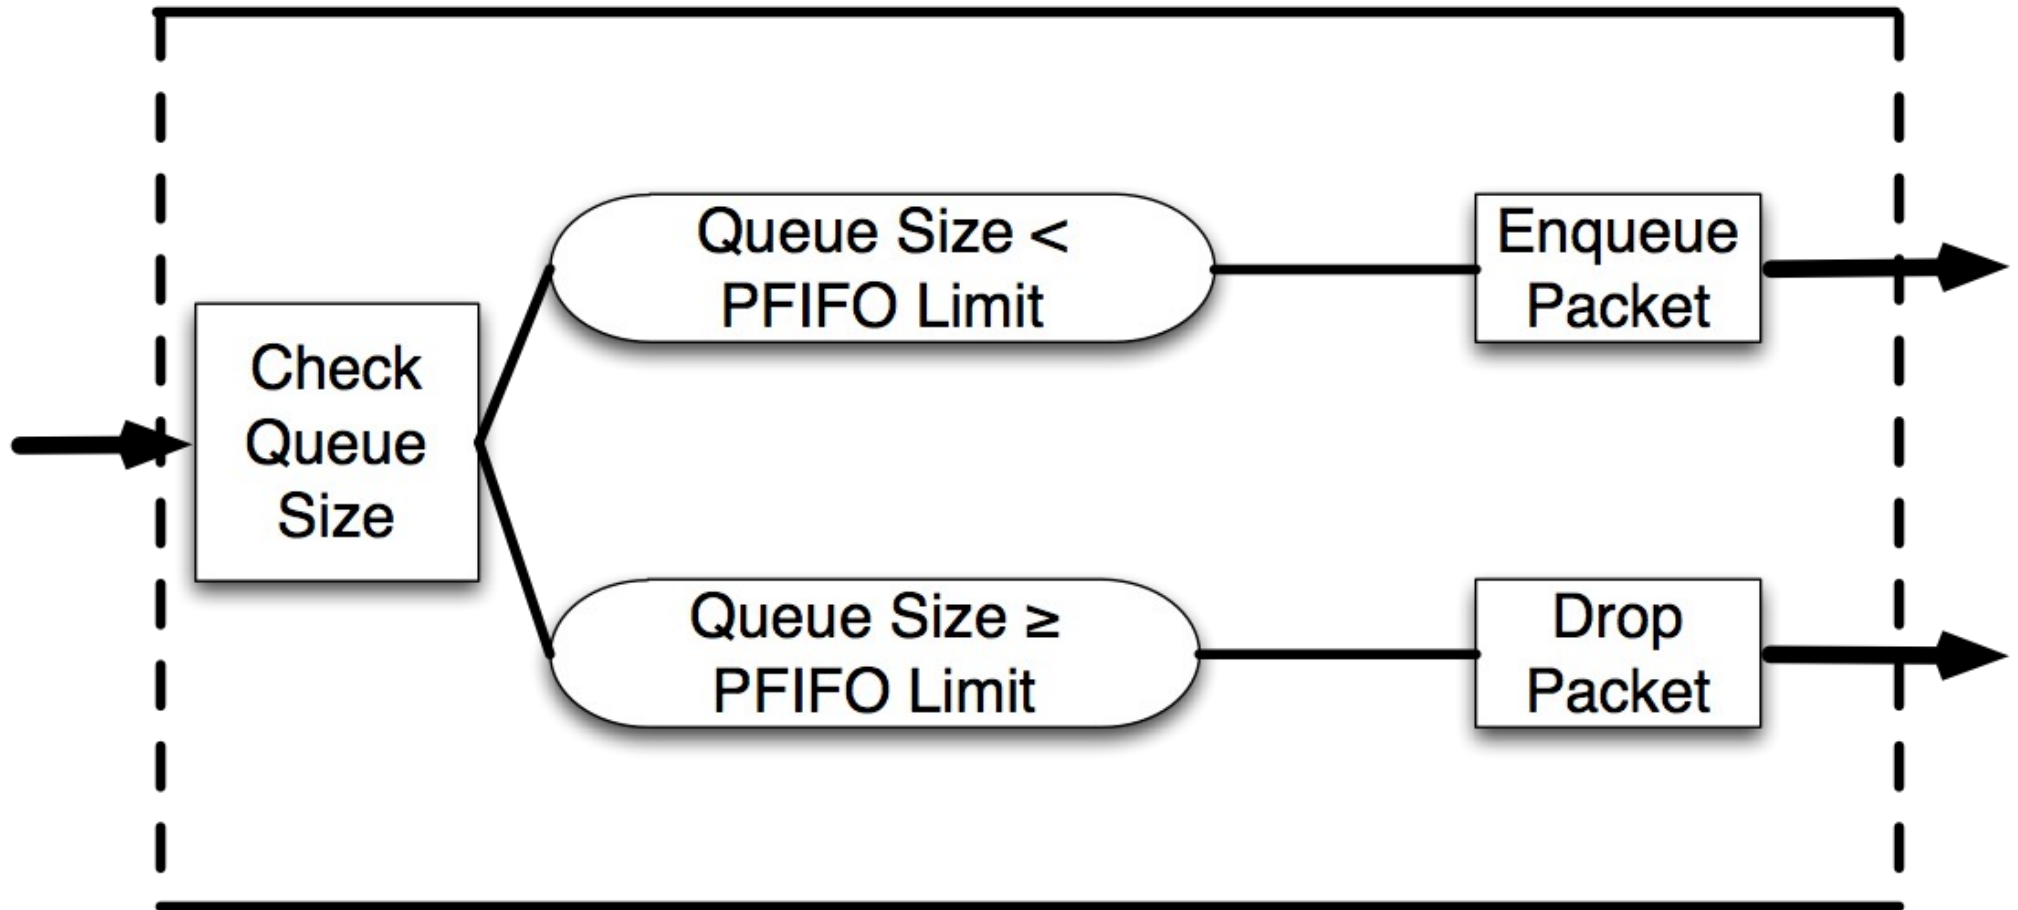 Check
Queue
Size
Queue Size <
PFIFO Limit
Enqueue
Packet
Queue Size ≥
PFIFO Limit
Drop
Packet